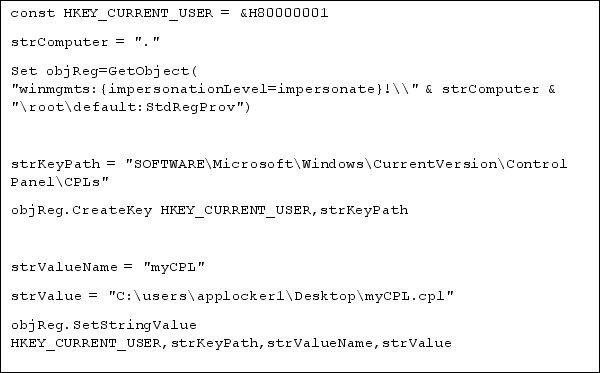 const HKEY_CURRENT_USER = &H80000001
strComputer = "."
Set objReg=GetObject(
"winmgmts:{impersonationLevel=impersonate}!\\" & strComputer &
"\root\default:StdRegProv")
strKeyPath = "SOFTWARE\Microsoft\Windows\CurrentVersion\Control
Panel\CPLs"
objReg.CreateKey HKEY_CURRENT_USER,strKeyPath
strValueName = "myCPL"
strValue = "C:\users\applocker1\Desktop\myCPL.cpl"
objReg.SetStringValue
HKEY_CURRENT_USER,strKeyPath,strValueName,strValue